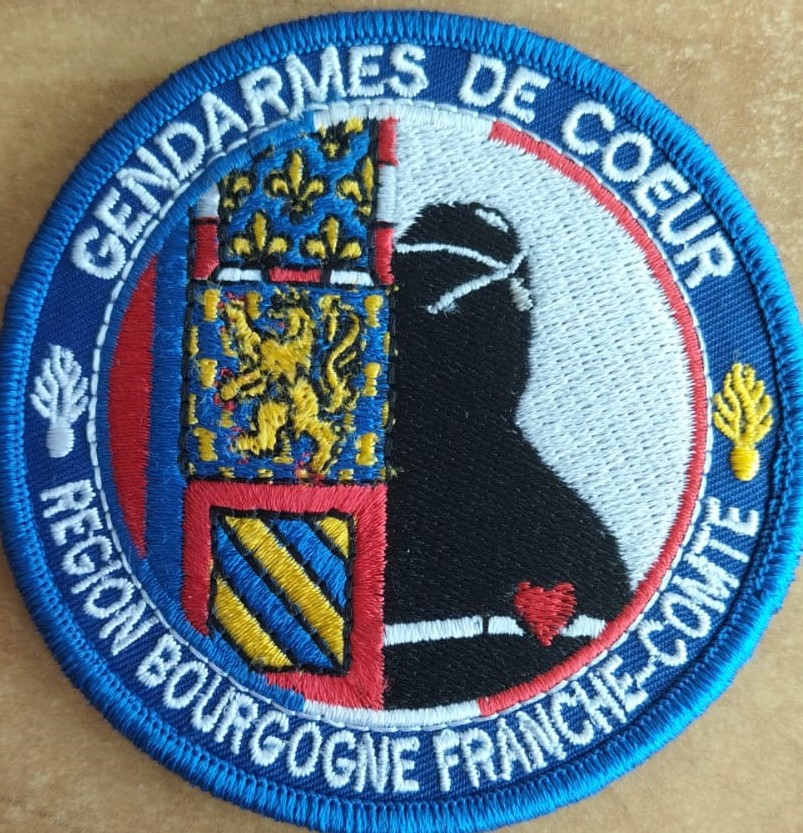 GENDARMES DE COEUR
REGION BOURGOGNE FRANCHE-COMTE